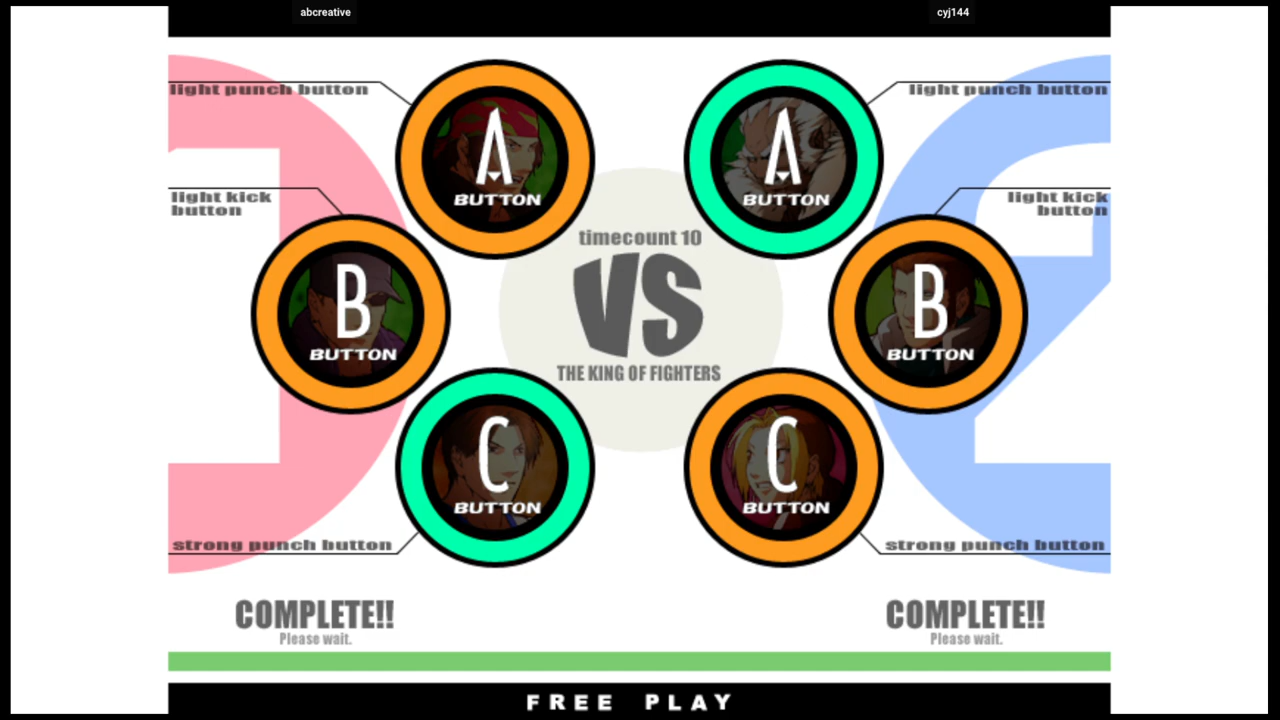 abcreative
cyj144
light punch button
light punch button
A
BUTTON
A
BUTTON
light kick
button
light kick
button
timecount 10
VS
THE KING OF FIGHTERS
B
BUTTON
B
BUTTON
C
BUTTON
C
BUTTON
strong punch button
strong punch button
COMPLETE!!
Please wait.
COMPLETE!!
Please wait.
FREE PLAY